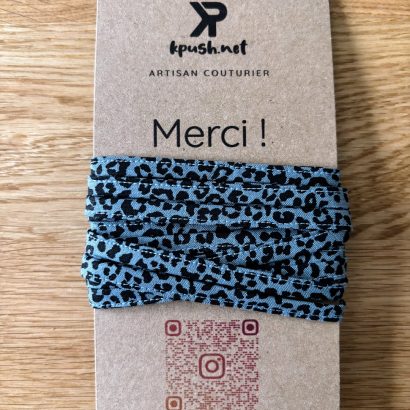 kpush.net
ARTISAN COUTURIER
Merci !